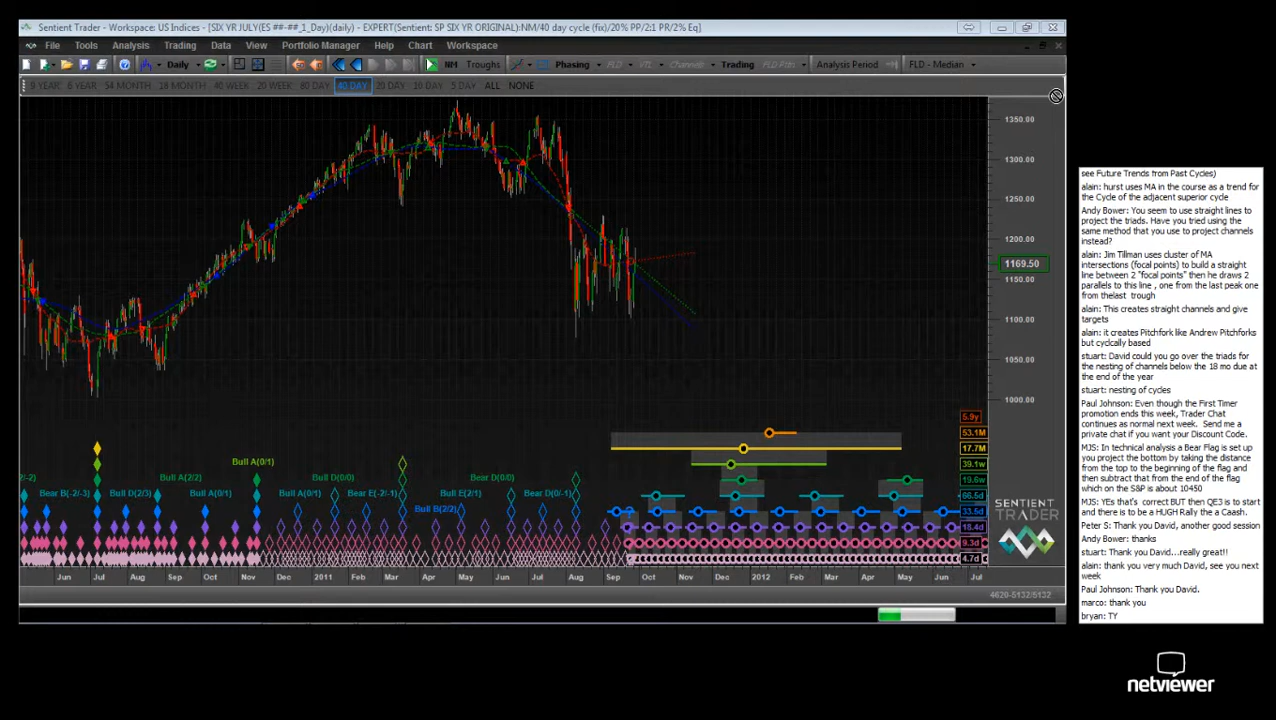 Sentient Trader - Workspace: US Indices - [SIX YR JULY(ES ##-##_1_Day)(daily) - EXPERT(Sentient: SP SIX YR ORIGINAL):NM/40 day cycle (fix)/20% PP/2:1 PR/2% Eq]
File Tools Analysis Trading Data View Portfolio Manager Help Chart Workspace
Daily NM Troughs Phasing FLD VTL Channels Trading Analysis Period FLD - Median
9 YEAR 54 MONTH 18 MONTH 40 WEEK 20 WEEK 80 DAY 40 DAY 20 DAY 10 DAY 5 DAY ALL NONE
1350.00
1300.00
1250.00
1200.00
1169.50
1150.00
1100.00
1050.00
1000.00
5.9y
53.1M
17.7M
Bull A(0/1)
39.1w
/-2) Bull A(2/2) Bull D(0/0) Bear D(0/0) 19.6w
Bear B(-2/-3) Bull D(2/3) Bull A(0/1) Bull A(0/1) Bear E(-2/1) Bull E(2/1) Bear D(0/-1) 66.5d
Bull B(2/2) 33.5d
18.4d
9.3d
4.7d
SENTIENT
TRADER
Jun Jul Aug Sep Oct Nov Dec 2011 Feb Mar Apr May Jun Jul Aug Sep Oct Nov Dec 2012 Feb Mar Apr May Jun Jul
4620-5132/5132
see Future Trends from Past Cycles)
alain: hurst uses MA in the course as a trend for
the Cycle of the adjacent superior cycle
Andy Bower: You seem to use straight lines to
project the triads. Have you tried using the
same method that you use to project channels
instead?
alain: Jim Tillman uses cluster of MA
intersections (focal points) to build a straight
line between 2 "focal points" then he draws 2
parallels to this line , one from the last peak one
from thelast trough
alain: This creates straight channels and give
targets
alain: it creates Pitchfork like Andrew Pitchforks
but cyclcally based
stuart: David could you go over the triads for
the nesting of channels below the 18 mo due at
the end of the year
stuart: nesting of cycles
Paul Johnson: Even though the First Timer
promotion ends this week, Trader Chat
continues as normal next week. Send me a
private chat if you want your Discount Code.
MJS: In technical analysis a Bear Flag is set up
you project the bottom by taking the distance
from the top to the beginning of the flag and
then subtract that from the end of the flag
which on the S&P is about 10450
MJS: YEs that's correct BUT then QE3 is to start
and there is to be a HUGH Rally the a Caash.
Peter S: Thank you David, another good session
Andy Bower: thanks
stuart: Thank you David...really great!!
alain: thank you very much David, see you next
week
Paul Johnson: Thank you David.
marco: thank you
bryan: TY
netviewer